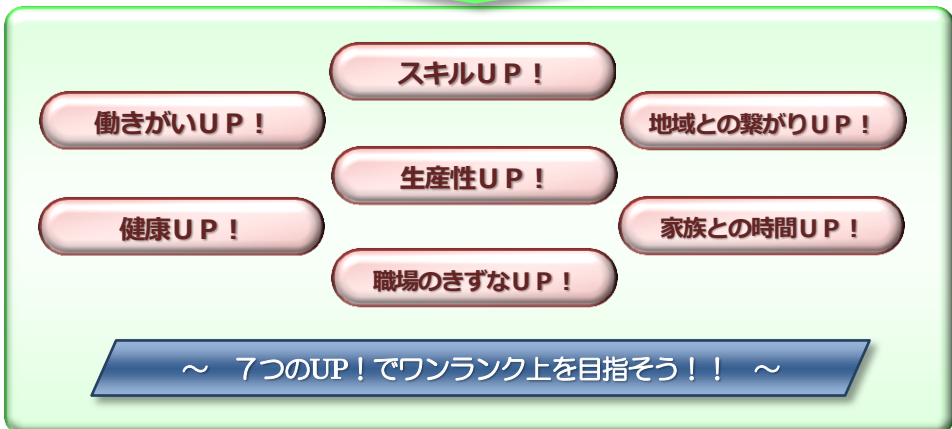 スキルＵＰ！
働きがいＵＰ！
地域との繋がりＵＰ！
生産性ＵＰ！
健康ＵＰ！
家族との時間ＵＰ！
職場のきずなＵＰ！
～　７つのUP！でワンランク上を目指そう！！　～